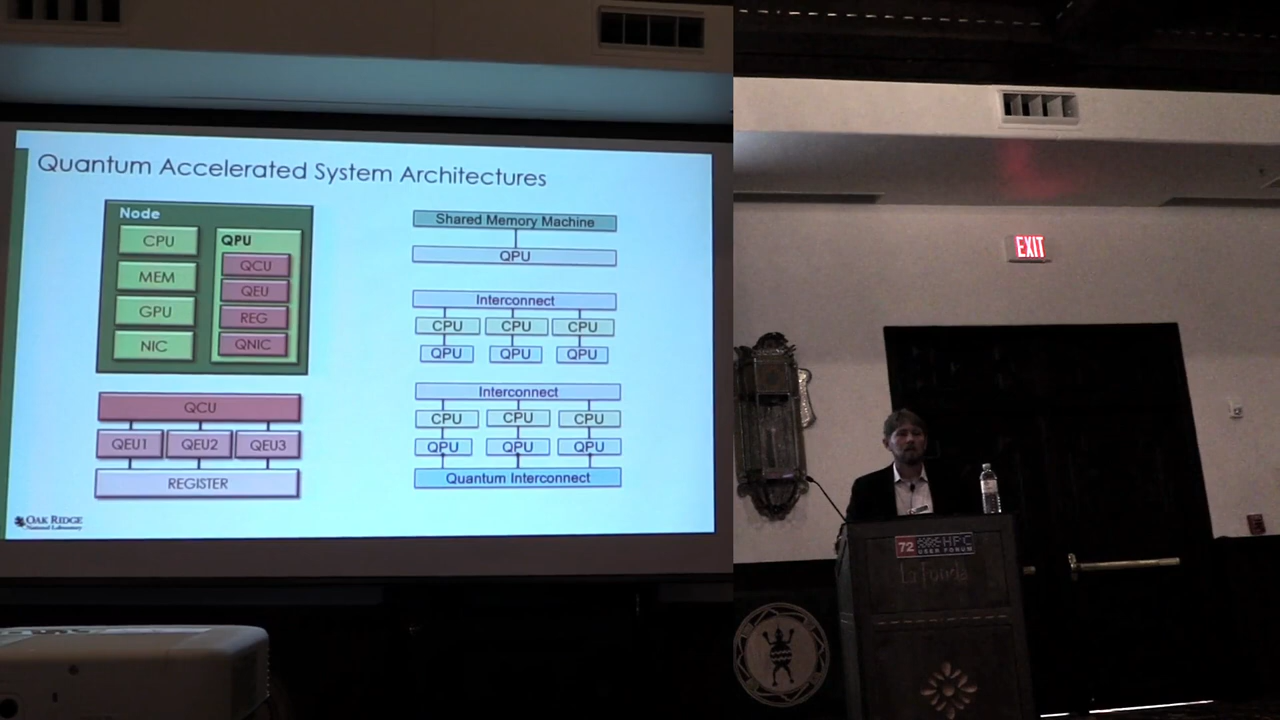 Quantum Accelerated System Architectures
Node
CPU
MEM
GPU
NIC
QPU
QCU
QEU
REG
QNIC
QCU
QEU1 QEU2 QEU3
REGISTER
OAK RIDGE
National Laboratory
Shared Memory Machine
QPU
Interconnect
CPU CPU CPU
QPU QPU QPU
Interconnect
CPU CPU CPU
QPU QPU QPU
Quantum Interconnect
EXIT
72 HPC
USER FORUM
La Fonda